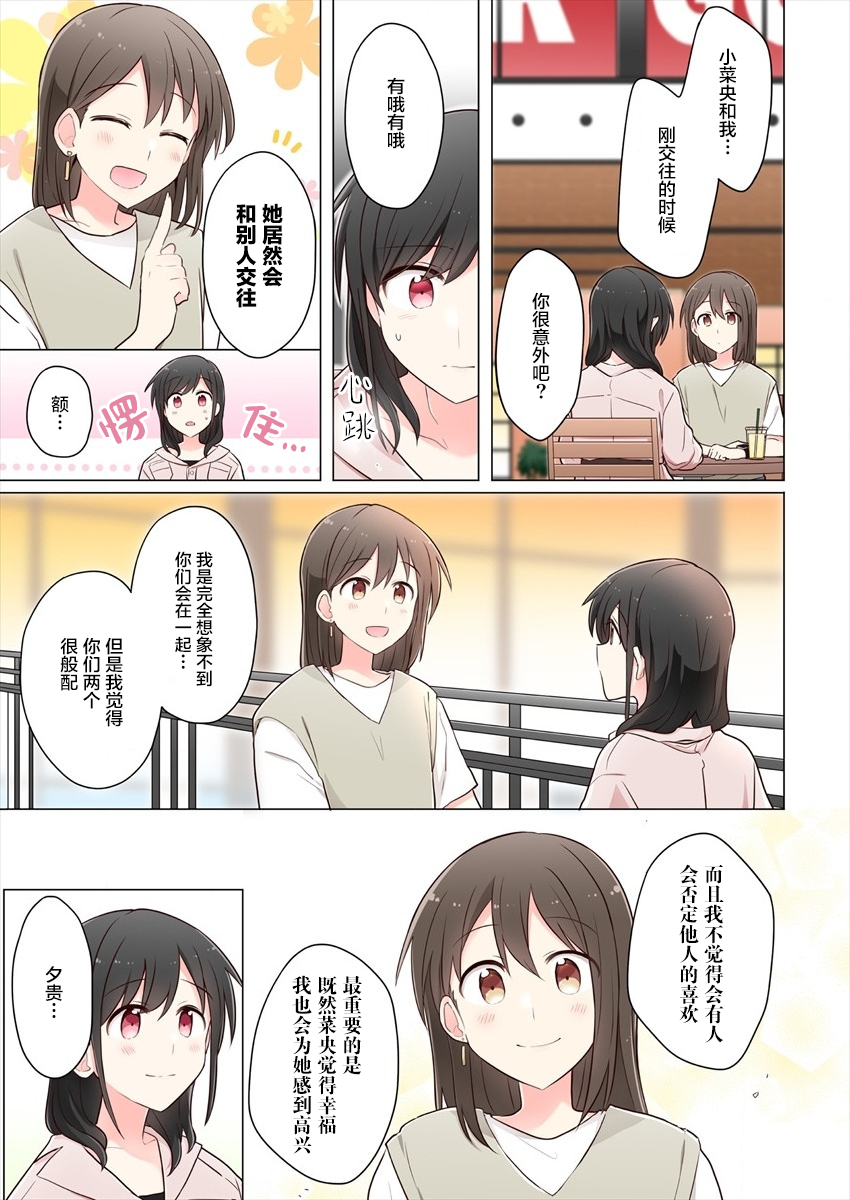 小菜央和我…
刚交往的时候
你很意外吧？
有哦有哦
心跳
她居然会
和别人交往
额…
愣住…
我是完全想象不到
你们会在一起…
但是我觉得
你们两个
很般配
而且我不觉得会有人
会否定他人的喜欢
最重要的是
既然菜央觉得幸福
我也会为她感到高兴
夕贵…